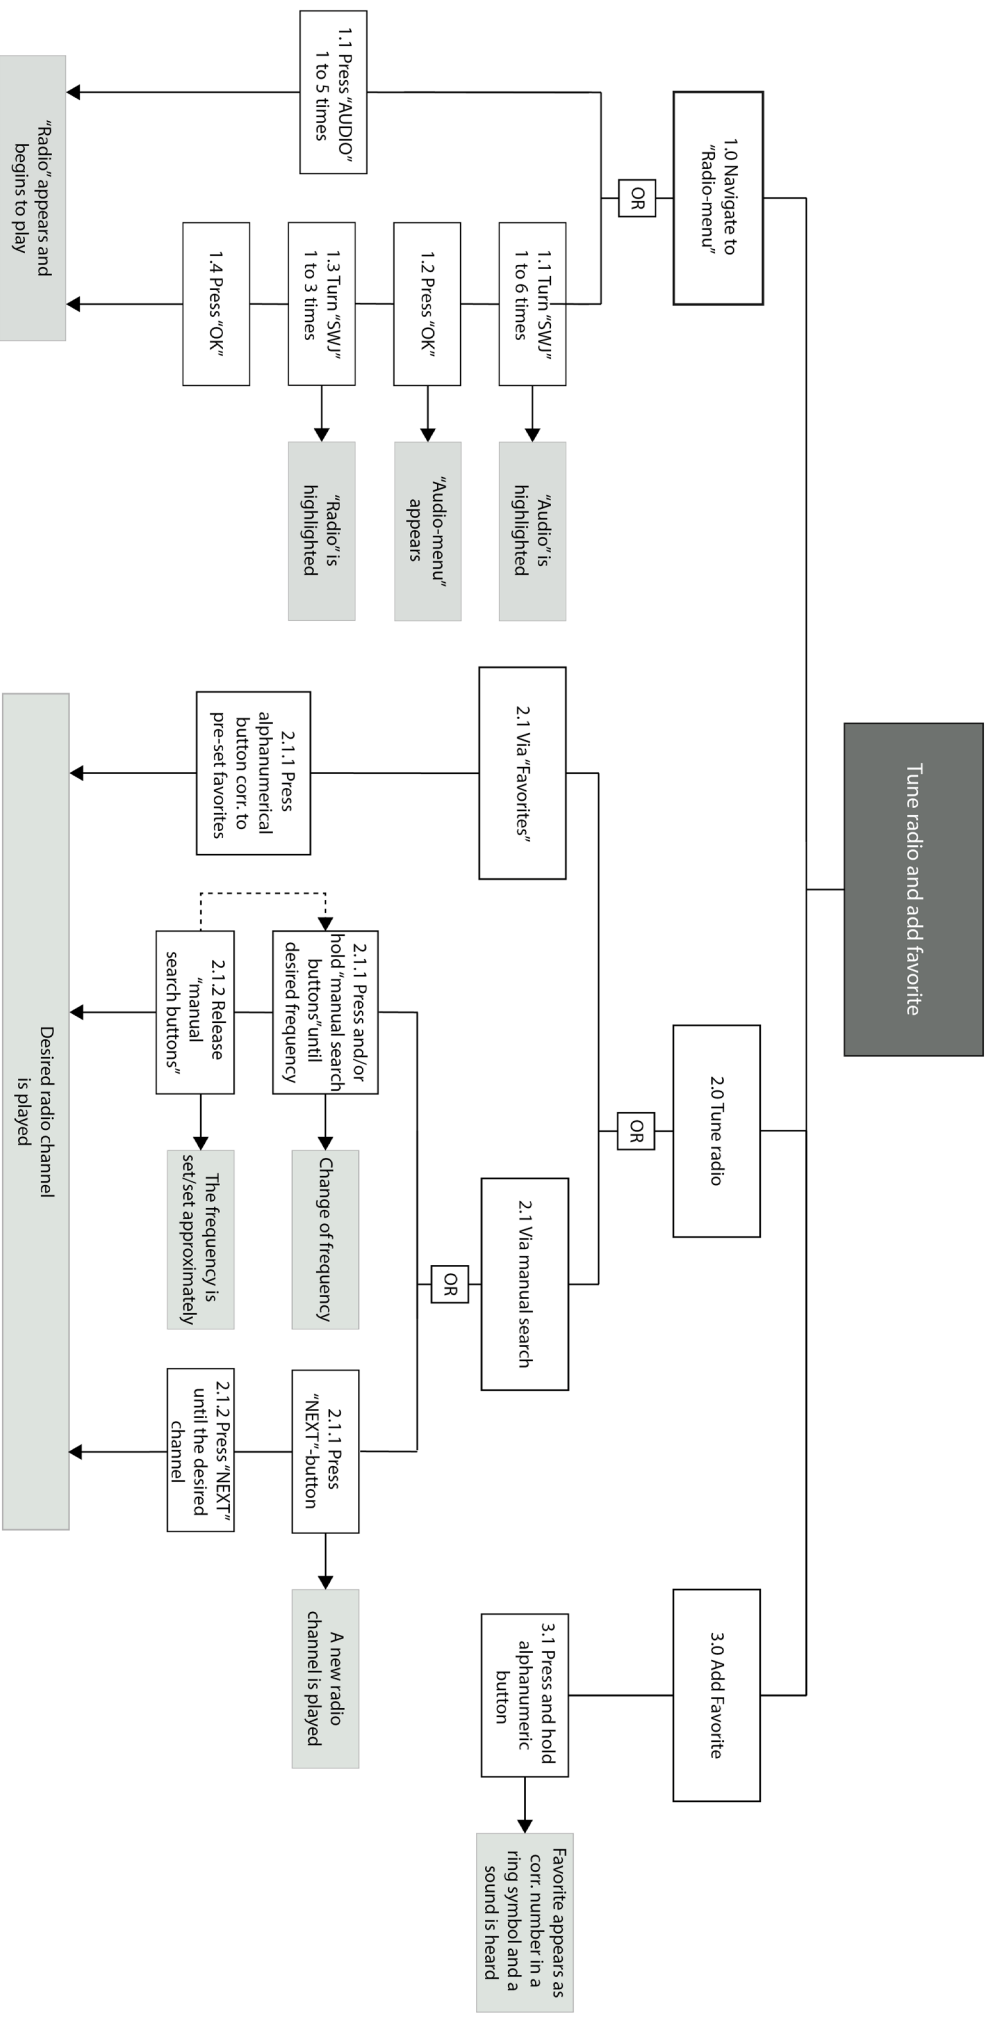 Tune radio and add favorite
1.0 Navigate to
“Radio-menu”
OR
1.1 Press “AUDIO”
1 to 5 times
1.1 Turn “SWJ”
1 to 6 times
“Audio” is
highlighted
1.2 Press “OK”
“Audio-menu”
appears
1.3 Turn “SWJ”
1 to 3 times
“Radio” is
highlighted
1.4 Press “OK”
“Radio” appears and
begins to play
2.0 Tune radio
OR
2.1 Via “Favorites”
2.1.1 Press
alphanumerical
button corr. to
pre-set favorites
2.1 Via manual search
OR
2.1.1 Press and/or
hold “manual search
buttons”until
desired frequency
Change of frequency
2.1.2 Release
“manual
search buttons”
The frequency is
set/set approximately
2.1.1 Press
“NEXT”-button
A new radio
channel is played
2.1.2 Press “NEXT”
until the desired
channel
Desired radio channel
is played
3.0 Add Favorite
3.1 Press and hold
alphanumeric
button
Favorite appears as
corr. number in a
ring symbol and a
sound is heard